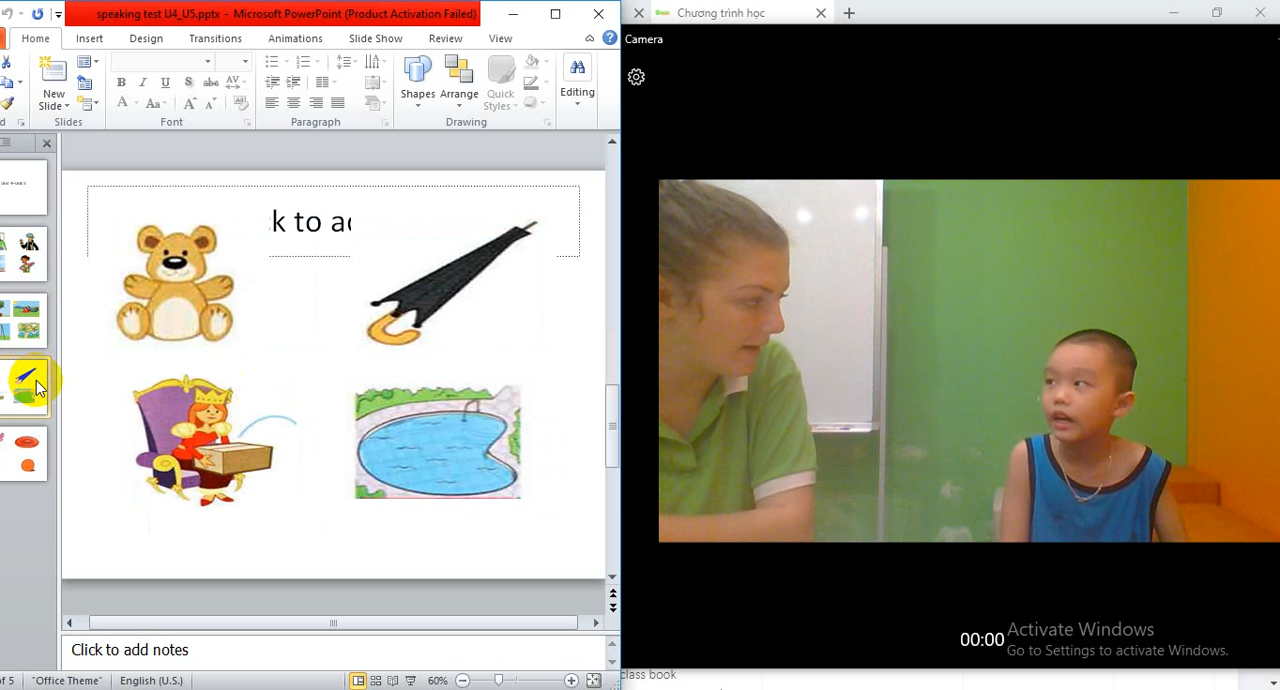 speaking test U4_U5.pptx - Microsoft PowerPoint (Product Activation Failed)
Home Insert Design Transitions Animations Slide Show Review View
New
Slide
Slides
Font
Paragraph
Shapes Arrange Quick
Styles
Drawing
Editing
k to ad
Click to add notes
of 5 "Office Theme" English (U.S.) 60%
Chương trình học
Camera
00:00
Activate Windows
Go to Settings to activate Windows.
class book